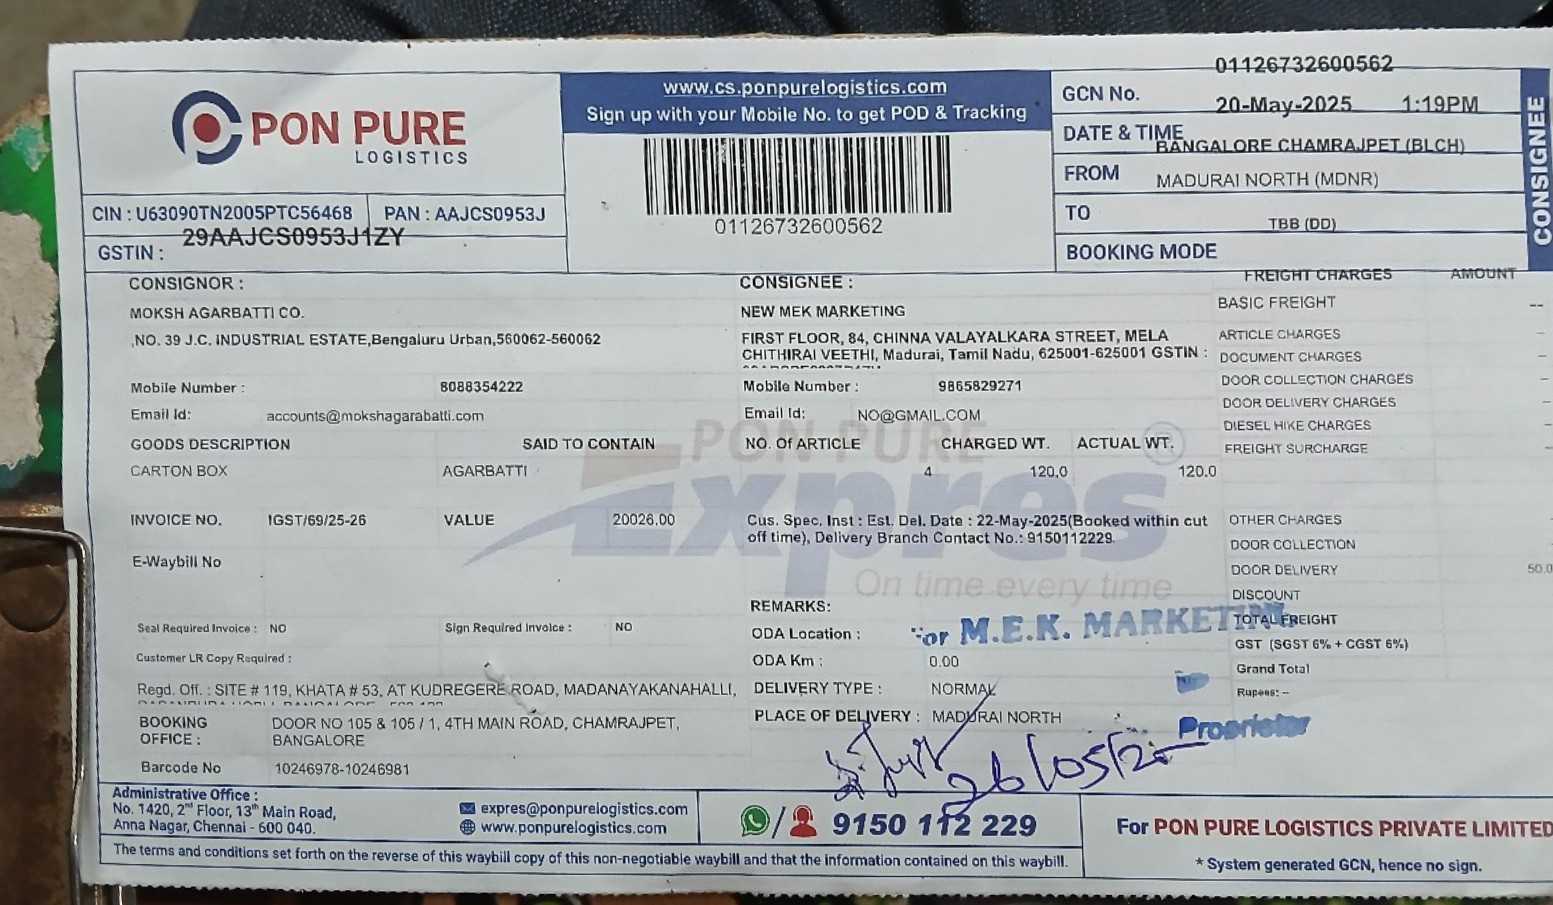 PON PURE
LOGISTICS
CIN : U63090TN2005PTC56468 PAN : AAJCS0953J
GSTIN : 29AAJCS0953J1ZY
www.cs.ponpurelogistics.com
Sign up with your Mobile No. to get POD & Tracking
01126732600562
GCN No. 01126732600562
DATE & TIME 20-May-2025 1:19PM
FROM BANGALORE CHAMRAJPET (BLCH)
TO MADURAI NORTH (MDNR)
BOOKING MODE TBB (DD)
CONSIGNEE
CONSIGNOR :
MOKSH AGARBATTI CO.
,NO. 39 J.C. INDUSTRIAL ESTATE,Bengaluru Urban,560062-560062
Mobile Number : 8088354222
Email Id: accounts@mokshagarabatti.com
CONSIGNEE :
NEW MEK MARKETING
FIRST FLOOR, 84, CHINNA VALAYALKARA STREET, MELA
CHITHIRAI VEETHI, Madurai, Tamil Nadu, 625001-625001 GSTIN :
Mobile Number : 9865829271
Email Id: NO@GMAIL.COM
GOODS DESCRIPTION SAID TO CONTAIN NO. Of ARTICLE CHARGED WT. ACTUAL WT.
CARTON BOX AGARBATTI 4 120.0 120.0
INVOICE NO. IGST/69/25-26 VALUE 20026.00
E-Waybill No
Cus. Spec. Inst : Est. Del. Date : 22-May-2025(Booked within cut
off time), Delivery Branch Contact No.: 9150112229.
PON PURE
Expres
On time every time
Seal Required Invoice : NO Sign Required Invoice : NO
Customer LR Copy Required :
Regd. Off. : SITE # 119, KHATA # 53, AT KUDREGERE ROAD, MADANAYAKANAHALLI,
BOOKING OFFICE : DOOR NO 105 & 105 / 1, 4TH MAIN ROAD, CHAMRAJPET,
BANGALORE
Barcode No 10246978-10246981
REMARKS:
ODA Location :
ODA Km : 0.00
DELIVERY TYPE : NORMAL
PLACE OF DELIVERY : MADURAI NORTH
or M.E.K. MARKETIN
Proprietor
26/05/25
FREIGHT CHARGES AMOUNT
BASIC FREIGHT --
ARTICLE CHARGES
DOCUMENT CHARGES
DOOR COLLECTION CHARGES
DOOR DELIVERY CHARGES
DIESEL HIKE CHARGES
FREIGHT SURCHARGE
OTHER CHARGES
DOOR COLLECTION
DOOR DELIVERY 50.0
DISCOUNT
TOTAL FREIGHT
GST (SGST 6% + CGST 6%)
Grand Total
Rupees: --
Administrative Office :
No. 1420, 2nd Floor, 13th Main Road,
Anna Nagar, Chennai - 600 040.
expres@ponpurelogistics.com
www.ponpurelogistics.com
9150 112 229
For PON PURE LOGISTICS PRIVATE LIMITED
* System generated GCN, hence no sign.
The terms and conditions set forth on the reverse of this waybill copy of this non-negotiable waybill and that the information contained on this waybill.